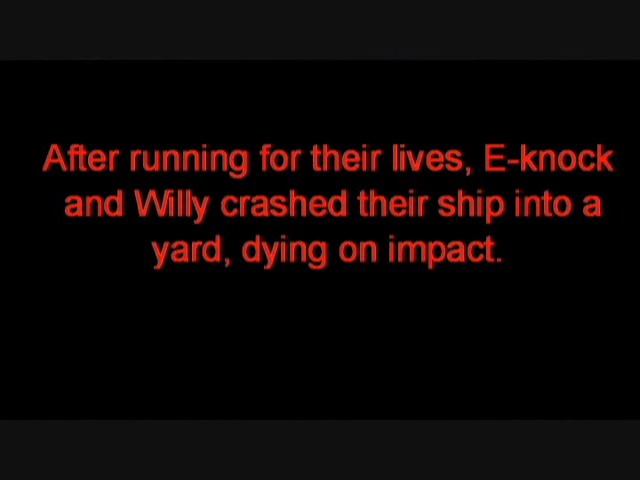 After running for their lives, E-knock
and Willy crashed their ship into a
yard, dying on impact.